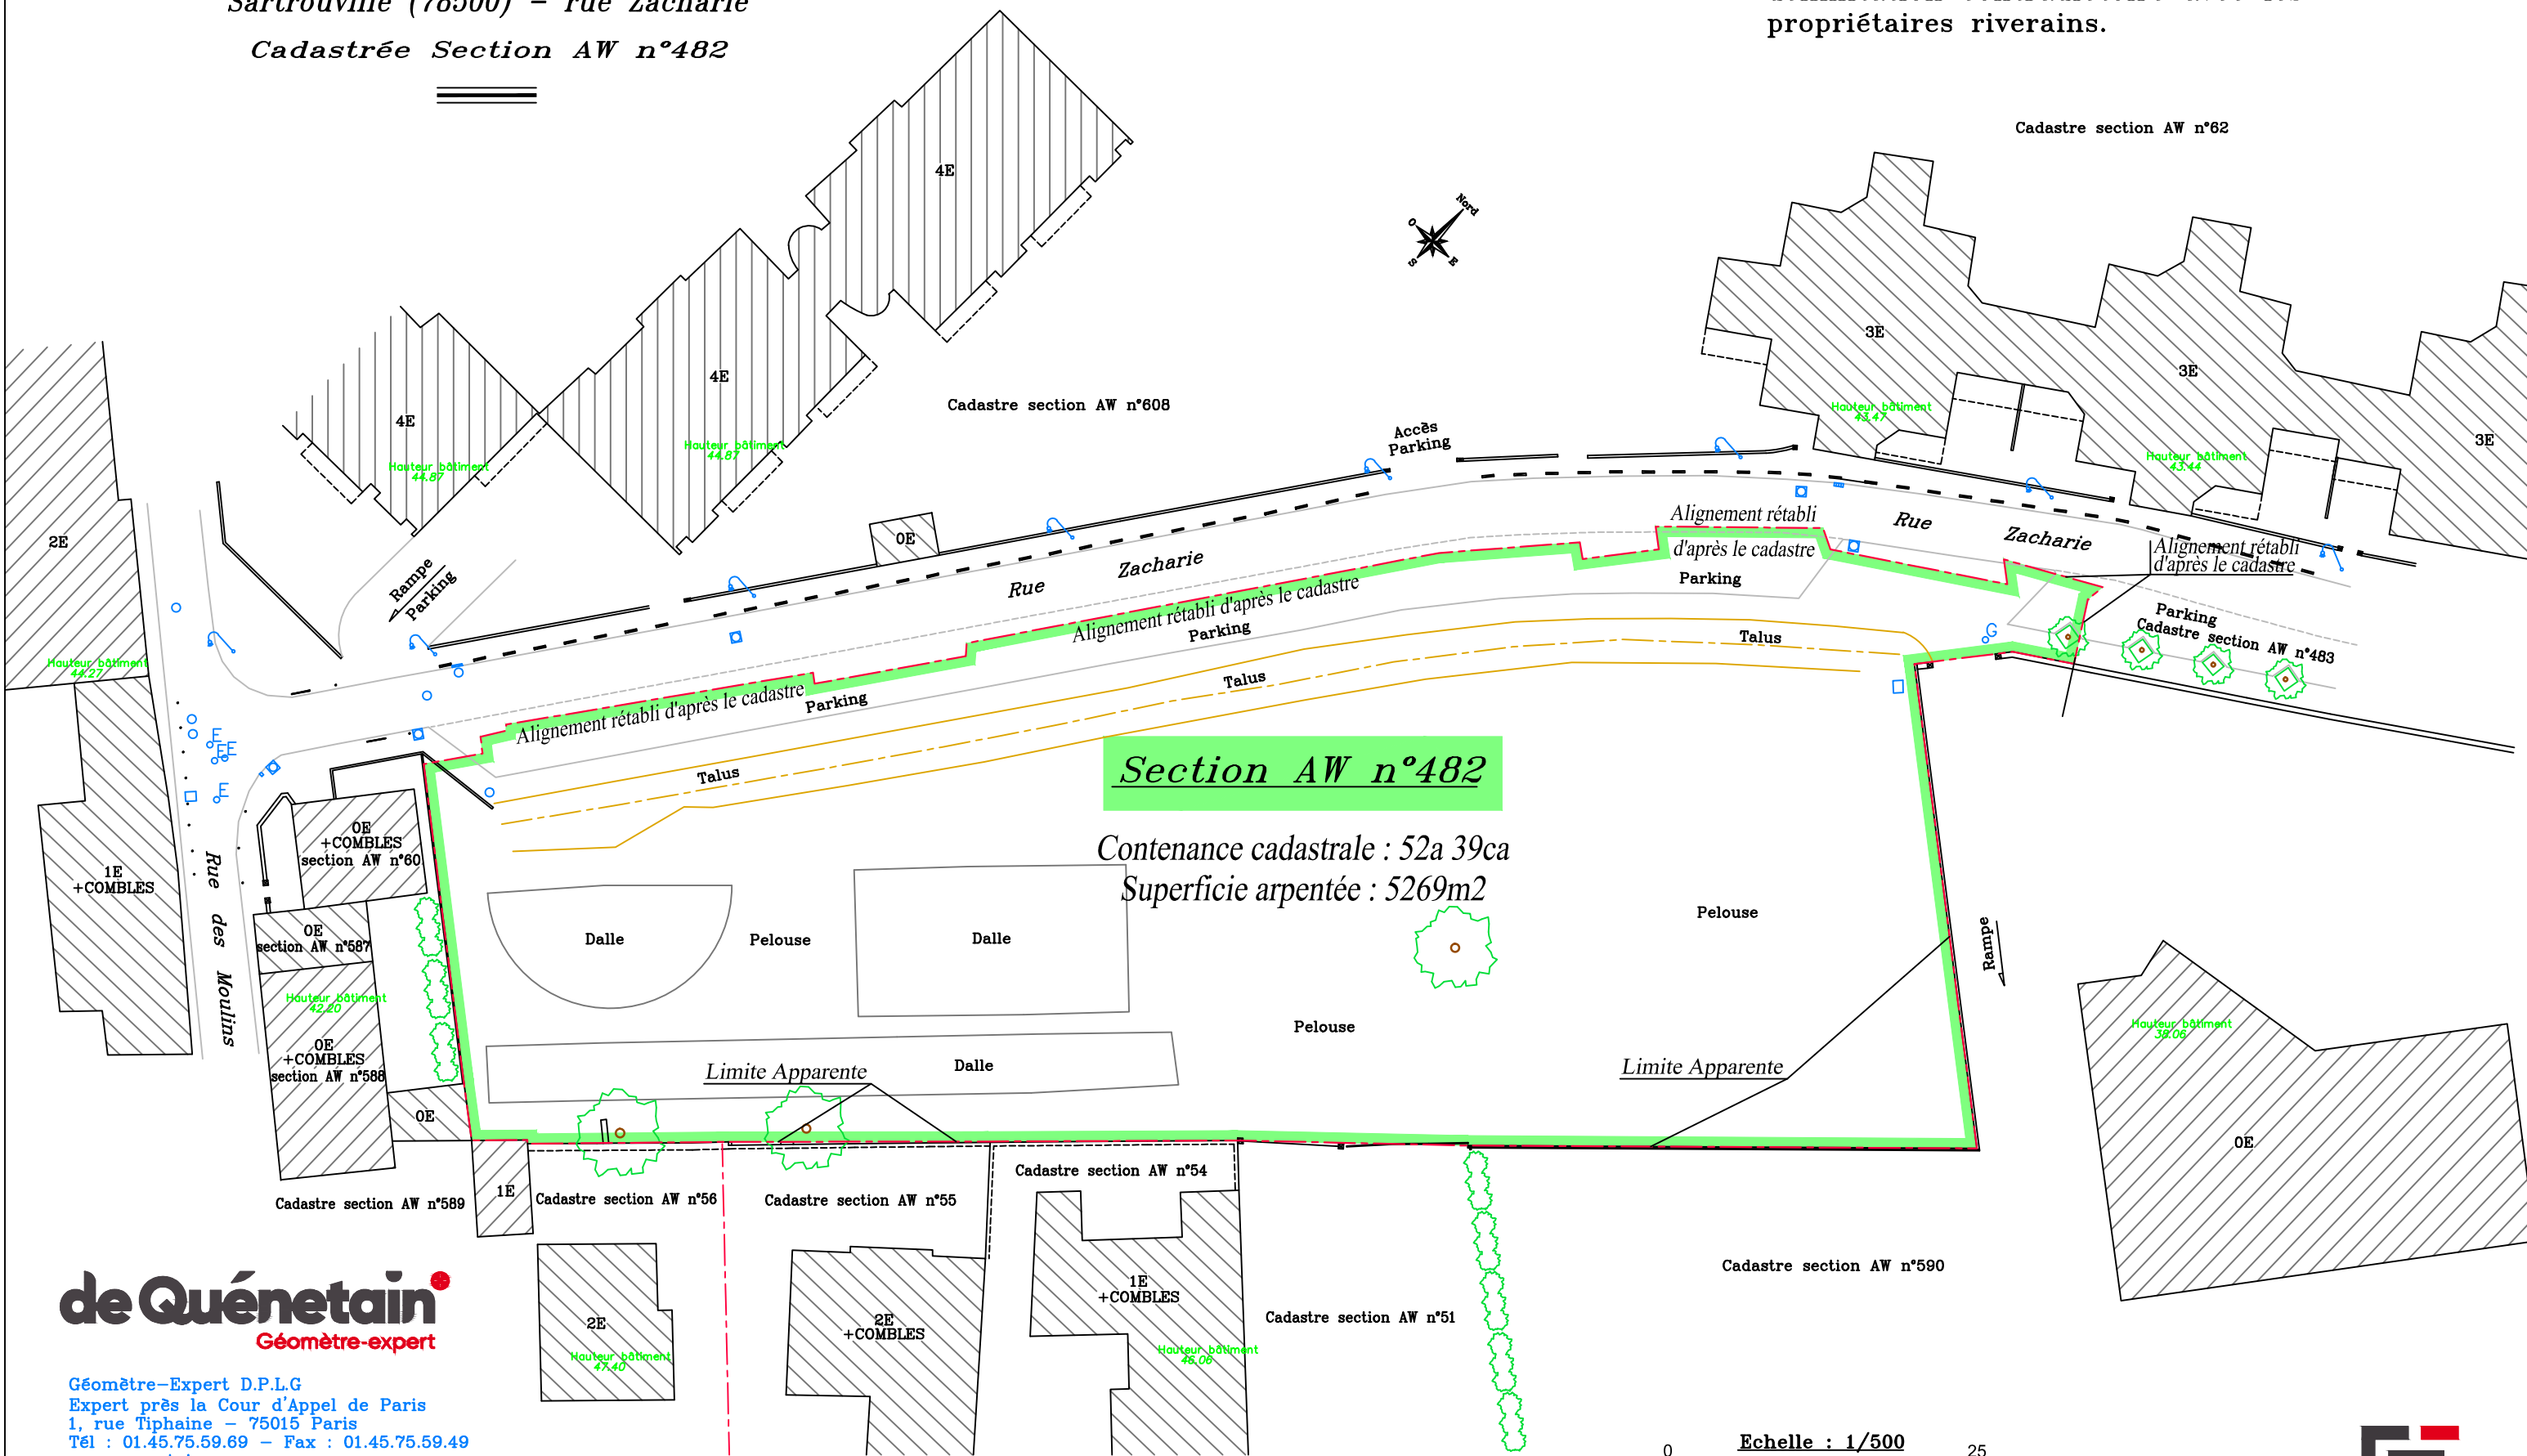 Sartrouville (78500) – rue Zacharie
Cadastrée Section AW n°482
propriétaires riverains.
Cadastre section AW n°62
4E
Nord
O
S
E
3E
3E
3E
4E
4E
Hauteur bâtiment
44.87
Hauteur bâtiment
44.87
Cadastre section AW n°608
Accès
Parking
Hauteur bâtiment
43.47
Hauteur bâtiment
43.44
2E
Hauteur bâtiment
44.27
0E
Rampe
Parking
Rue Zacharie
Rue Zacharie
Alignement rétabli
d'après le cadastre
Alignement rétabli
d'après le cadastre
Alignement rétabli d'après le cadastre
Alignement rétabli d'après le cadastre
Parking
Parking
Parking
Parking
Cadastre section AW n°483
G
Talus
Talus
Talus
E
E
E
E
Section AW n°482
Contenance cadastrale : 52a 39ca
Superficie arpentée : 5269m2
Rue des Moulins
1E
+COMBLES
0E
+COMBLES
section AW n°60
0E
section AW n°587
Hauteur bâtiment
42.20
0E
+COMBLES
section AW n°588
0E
Dalle
Pelouse
Dalle
Pelouse
Pelouse
Dalle
Rampe
Limite Apparente
Limite Apparente
Hauteur bâtiment
38.06
0E
Cadastre section AW n°589
1E
Cadastre section AW n°56
Cadastre section AW n°55
Cadastre section AW n°54
Cadastre section AW n°51
Cadastre section AW n°590
2E
Hauteur bâtiment
47.40
2E
+COMBLES
1E
+COMBLES
Hauteur bâtiment
46.06
de Quénetain
Géomètre-expert
Géomètre–Expert D.P.L.G
Expert près la Cour d'Appel de Paris
1, rue Tiphaine – 75015 Paris
Tél : 01.45.75.59.69 – Fax : 01.45.75.59.49
Echelle : 1/500
0 25